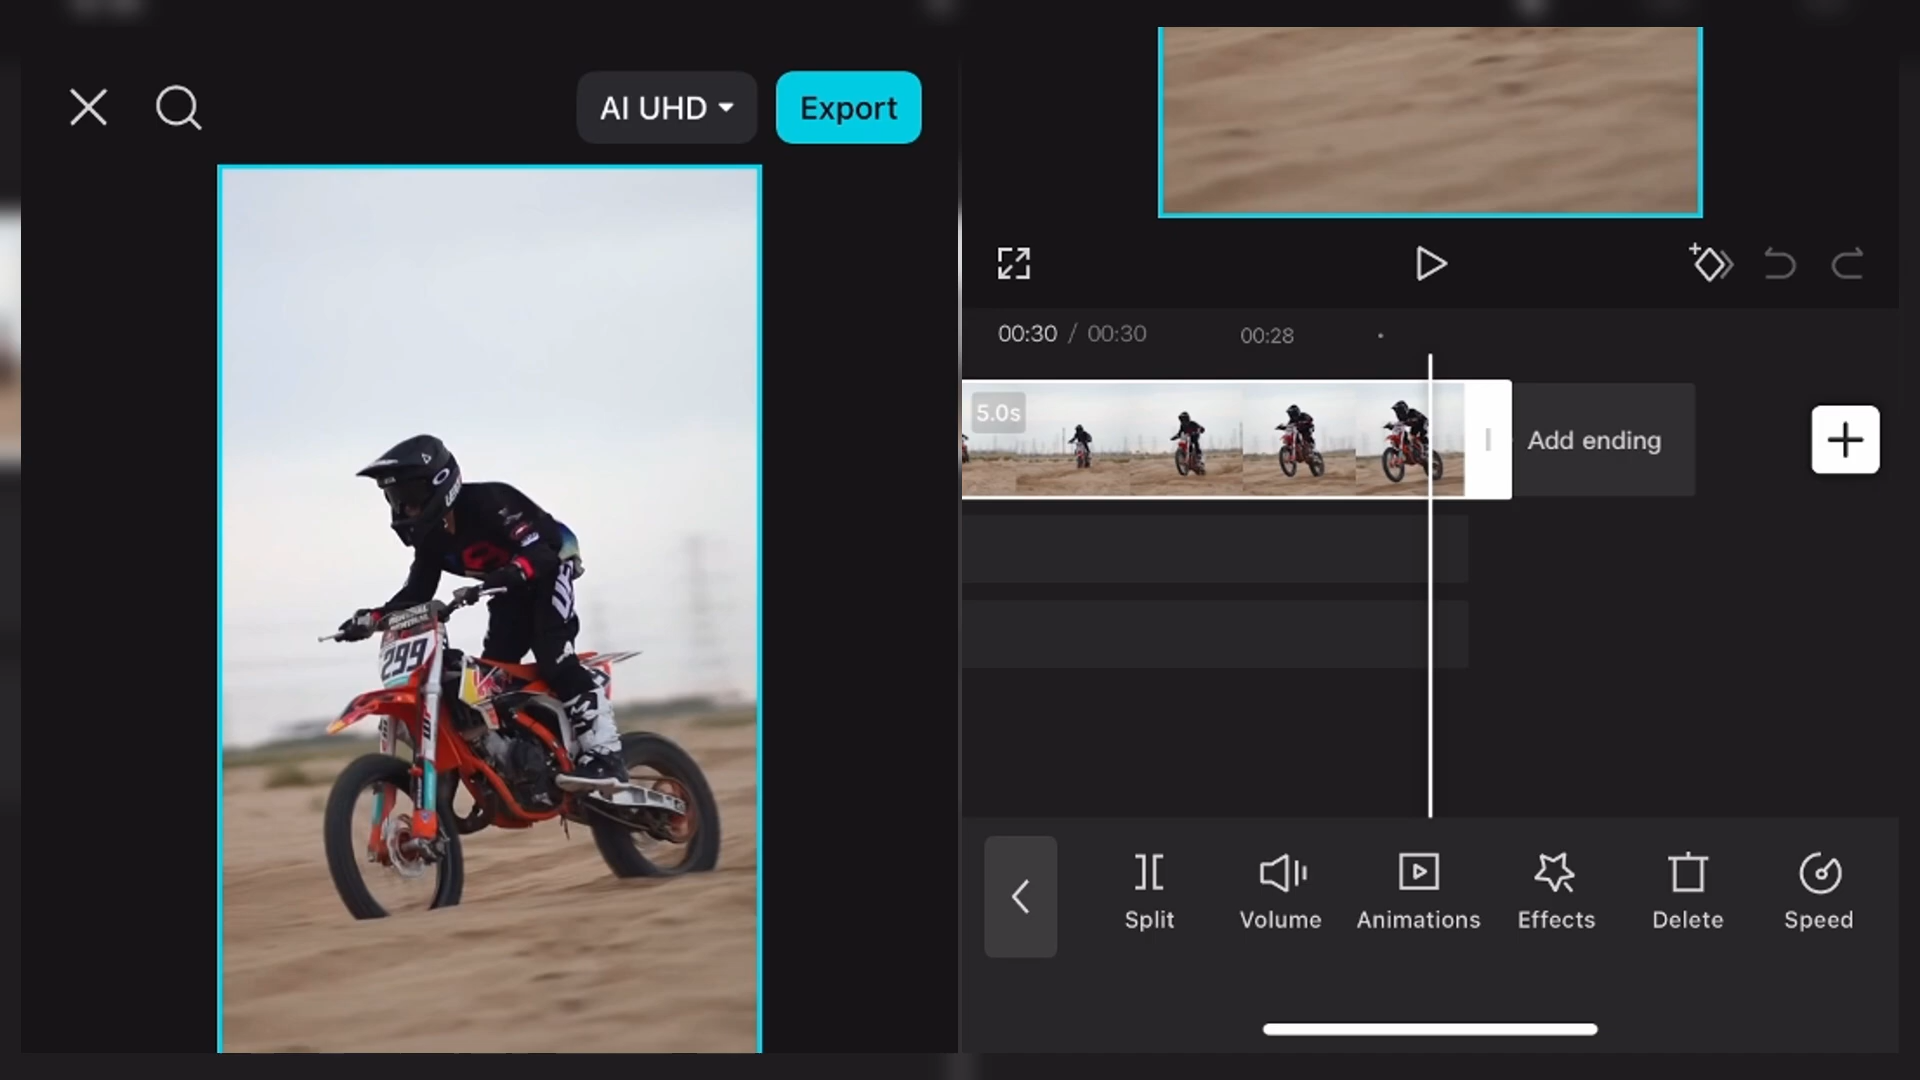 AI UHD
Export
299
00:30 / 00:30
00:28
5.0s
Add ending
Split
Volume
Animations
Effects
Delete
Speed